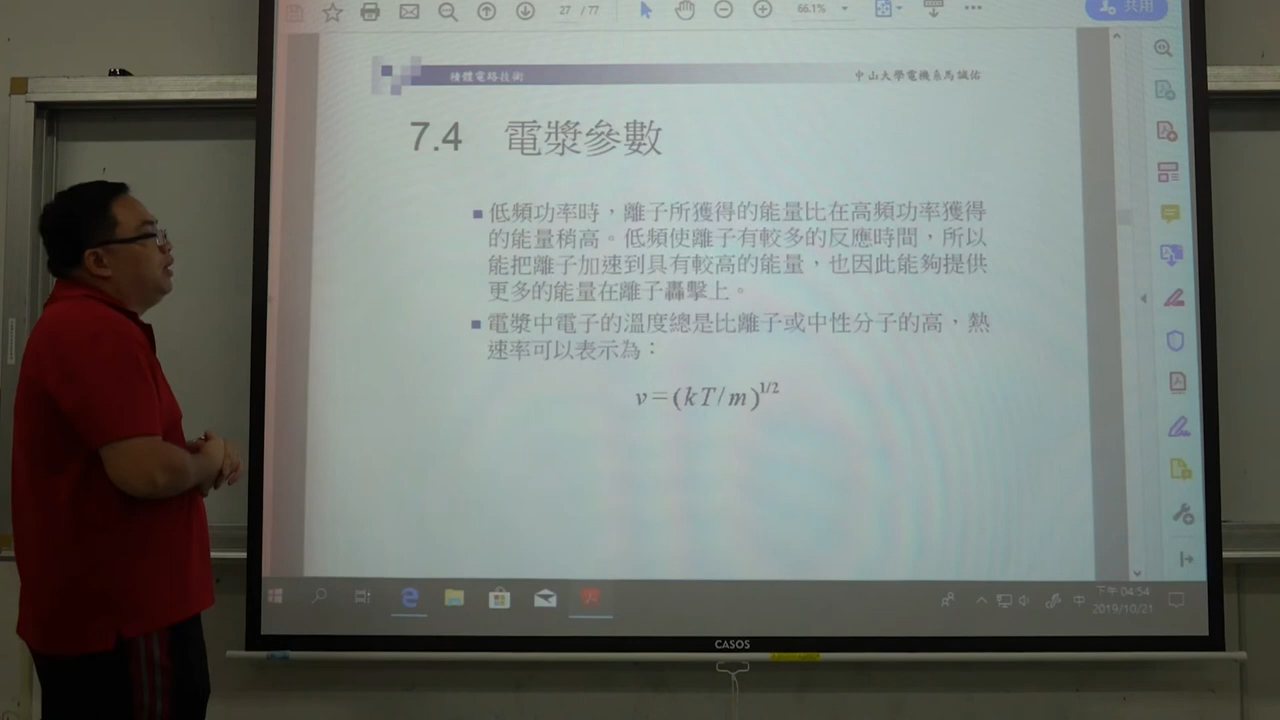 27 / 77
66.1%
共用
積體電路技術
中山大學電機系馬誠佑
7.4 電漿參數
低頻功率時，離子所獲得的能量比在高頻功率獲得
的能量稍高。低頻使離子有較多的反應時間，所以
能把離子加速到具有較高的能量，也因此能夠提供
更多的能量在離子轟擊上。
電漿中電子的溫度總是比離子或中性分子的高，熱
速率可以表示為：
v = (kT/m)^1/2
中
下午 04:54
2019/10/21
CASOS